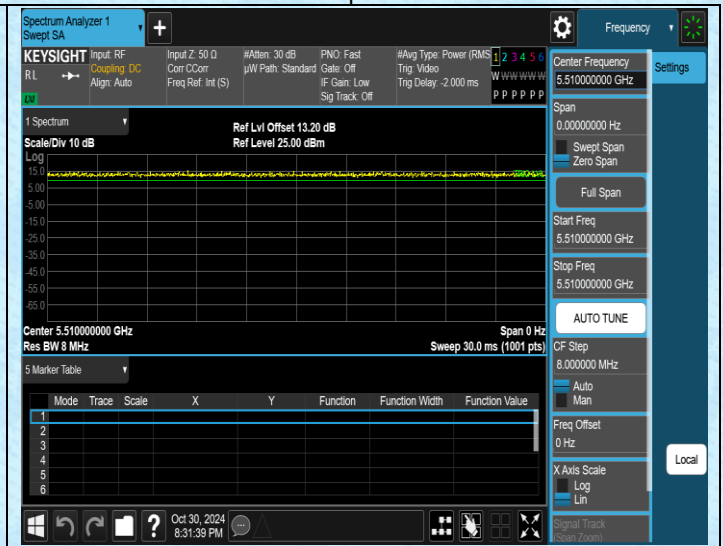 Spectrum Analyzer 1
Swept SA
+
Frequency
KEYSIGHT
RL
Input: RF
Coupling: DC
Align: Auto
Input Z: 50 Ω
Corr CCorr
Freq Ref: Int (S)
#Atten: 30 dB
µW Path: Standard
PNO: Fast
Gate: Off
IF Gain: Low
Sig Track: Off
#Avg Type: Power (RMS
Trig: Video
Trig Delay: -2.000 ms
1 2 3 4 5 6
W W W W W W
P P P P P P
1 Spectrum
Scale/Div 10 dB
Ref Lvl Offset 13.20 dB
Ref Level 25.00 dBm
Log
15.0
5.00
-5.00
-15.0
-25.0
-35.0
-45.0
-55.0
-65.0
Center 5.510000000 GHz
Res BW 8 MHz
Span 0 Hz
Sweep 30.0 ms (1001 pts)
5 Marker Table
Mode Trace Scale X Y Function Function Width Function Value
1
2
3
4
5
6
Center Frequency
5.510000000 GHz
Settings
Span
0.00000000 Hz
Swept Span
Zero Span
Full Span
Start Freq
5.510000000 GHz
Stop Freq
5.510000000 GHz
AUTO TUNE
CF Step
8.000000 MHz
Auto
Man
Freq Offset
0 Hz
X Axis Scale
Log
Lin
Local
Signal Track
(Span Zoom)
?
Oct 30, 2024
8:31:39 PM